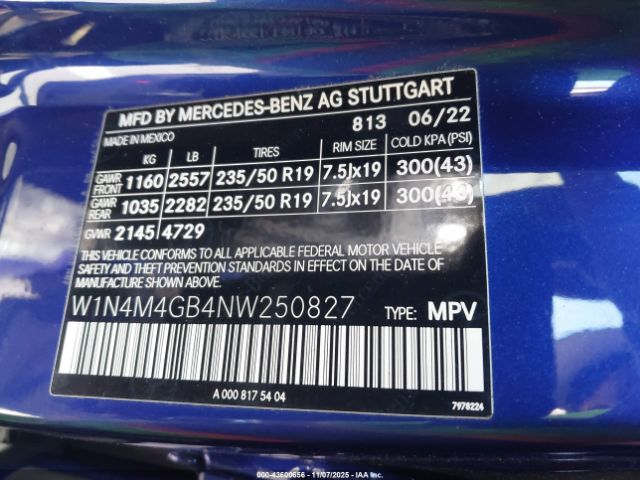 MFD BY MERCEDES-BENZ AG STUTTGART
MADE IN MEXICO 813 06/22
KG LB TIRES RIM SIZE COLD KPA(PSI)
GAWR FRONT 1160 2557 235/50 R19 7.5Jx19 300(43)
GAWR REAR 1035 2282 235/50 R19 7.5Jx19 300(43)
GVWR 2145 4729
THIS VEHICLE CONFORMS TO ALL APPLICABLE FEDERAL MOTOR VEHICLE
SAFETY AND THEFT PREVENTION STANDARDS IN EFFECT ON THE DATE OF
MANUFACTURE SHOWN ABOVE.
W1N4M4GB4NW250827 TYPE: MPV
A 000 817 54 04
7978224
© - 43600656 - 11/07/2025 - IAA Inc.